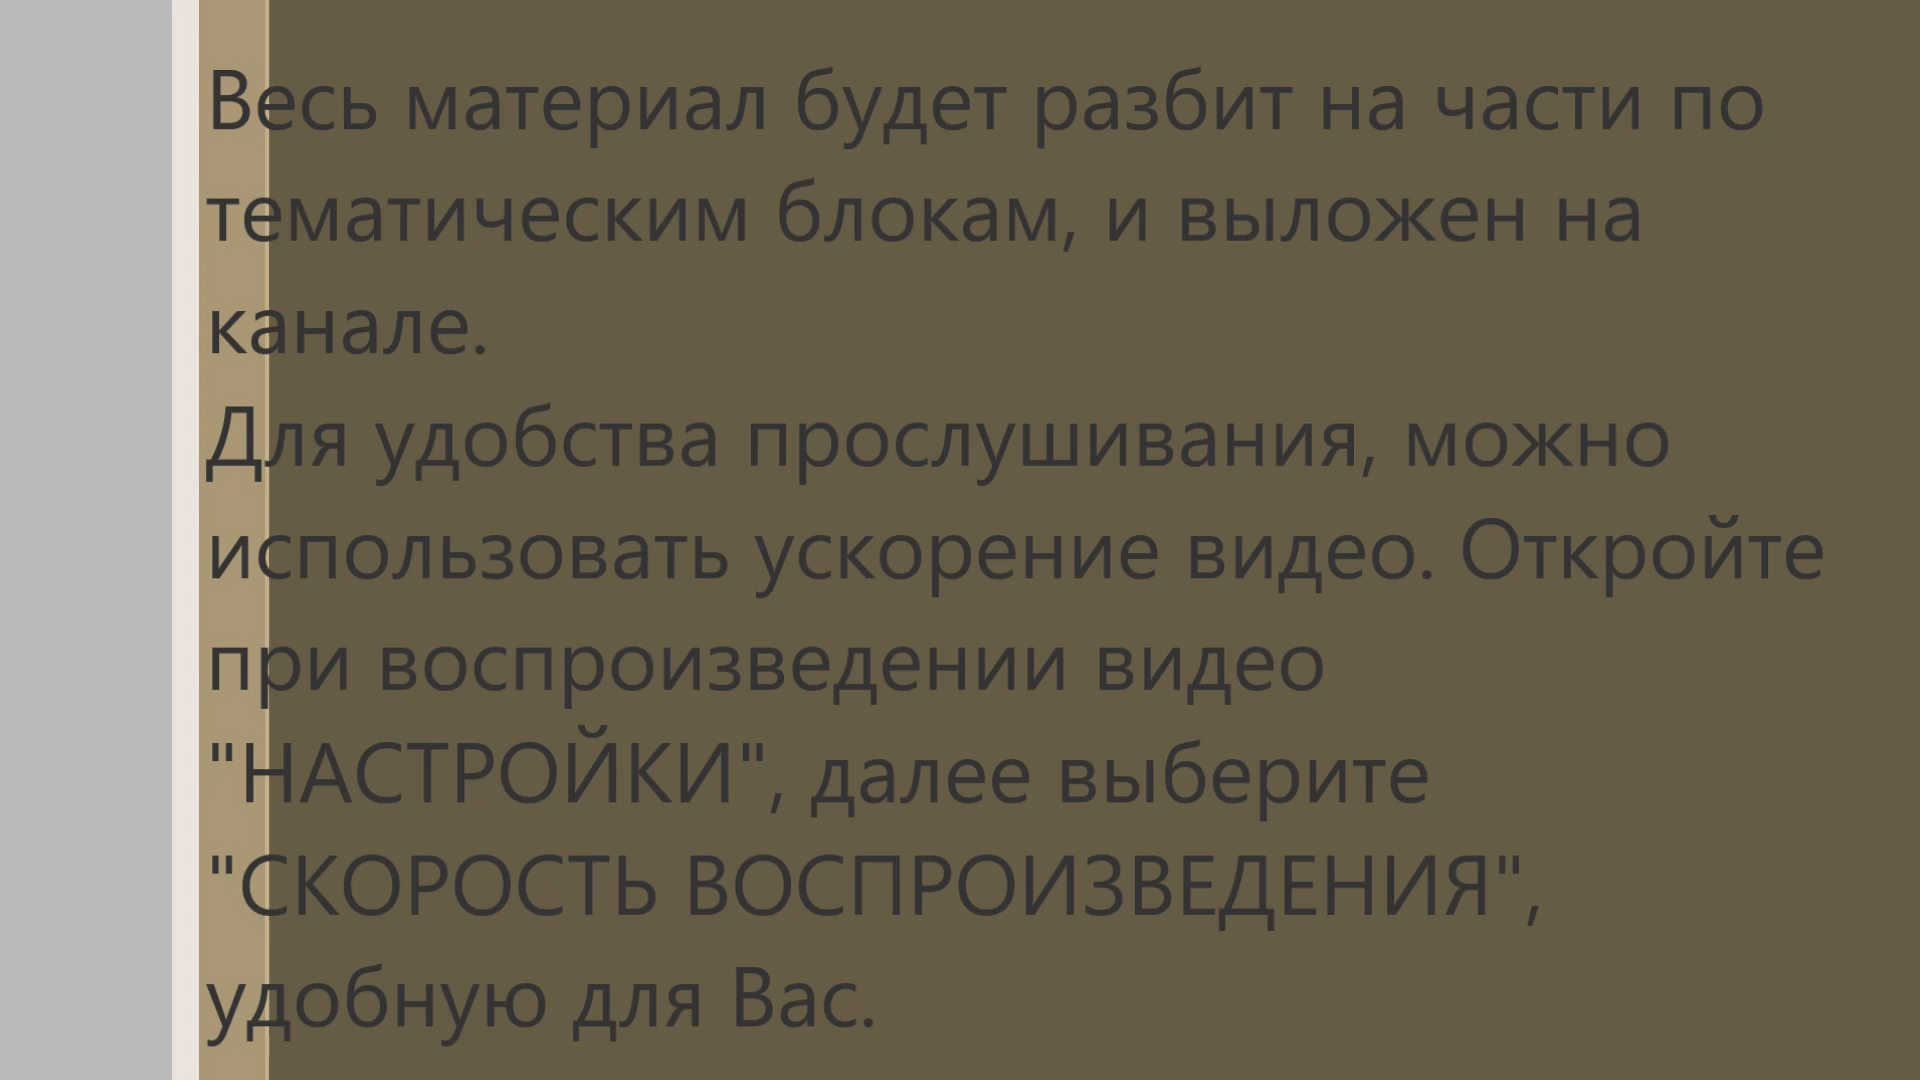 Весь материал будет разбит на части по
тематическим блокам, и выложен на
канале.
Для удобства прослушивания, можно
использовать ускорение видео. Откройте
при воспроизведении видео
"НАСТРОЙКИ", далее выберите
"СКОРОСТЬ ВОСПРОИЗВЕДЕНИЯ",
удобную для Вас.